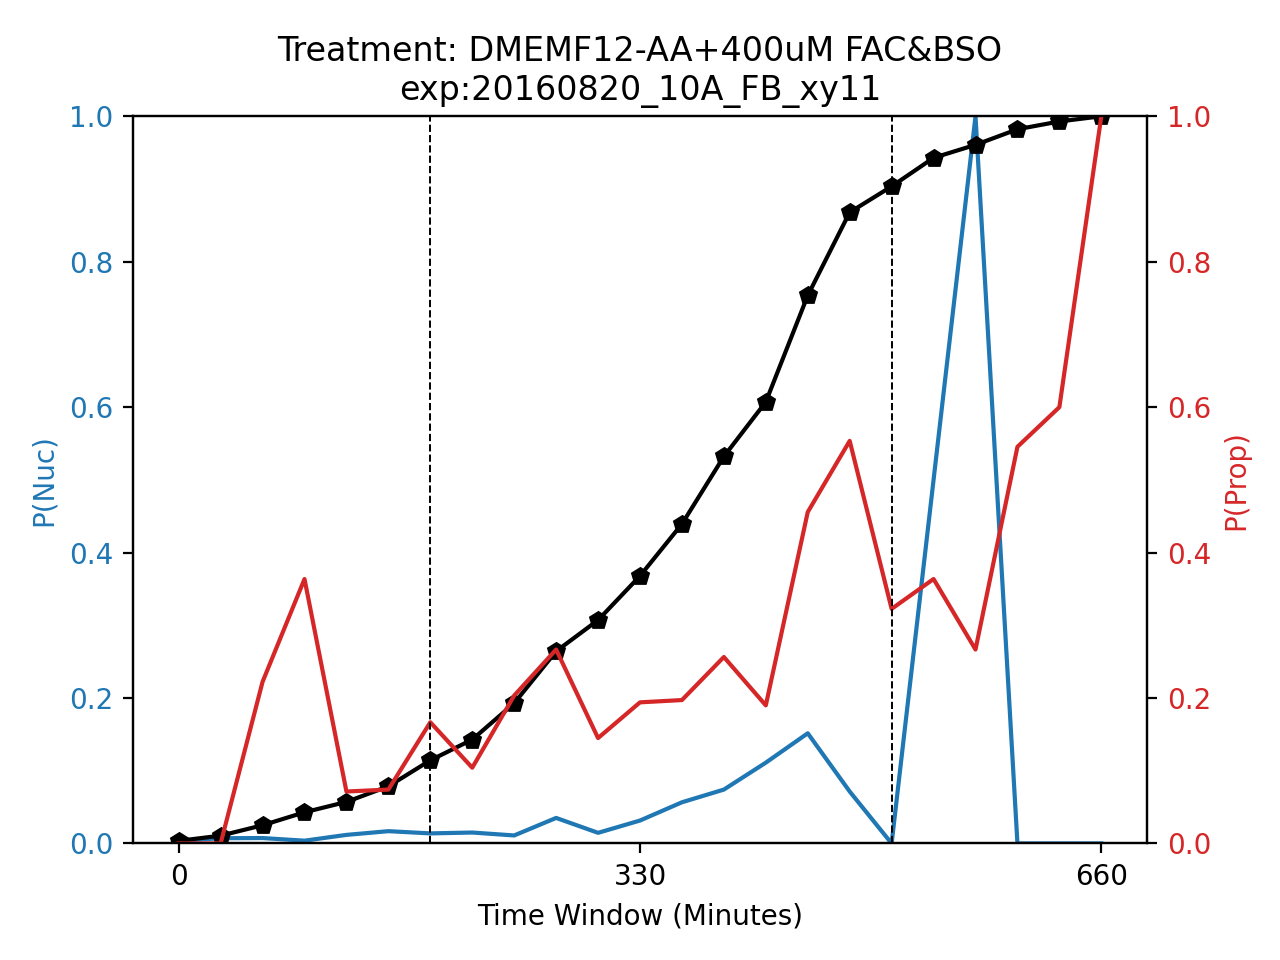 Treatment: DMEMF12-AA+400uM FAC&BSO
exp:20160820_10A_FB_xy11
1.0
0.8
0.6
0.4
0.2
0.0
P(Nuc)
1.0
0.8
0.6
0.4
0.2
0.0
P(Prop)
0 330 660
Time Window (Minutes)